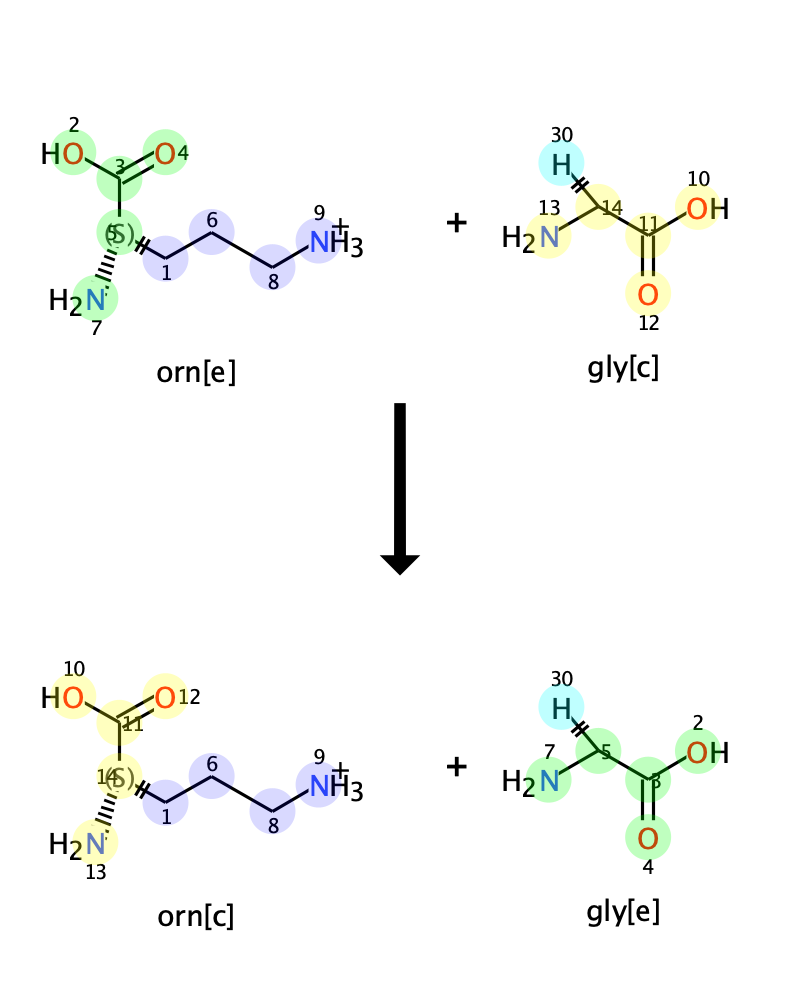 2
30
HO
3
O4
H
10
9
13
14
11
OH
6
5
(S)
+
H2N
NH3+
1
8
O
H2N
7
12
orn[e]
gly[c]
10
30
HO
11
O12
H
2
9
7
5
3
OH
6
14
(S)
+
H2N
NH3+
1
8
O
H2N
13
4
orn[c]
gly[e]